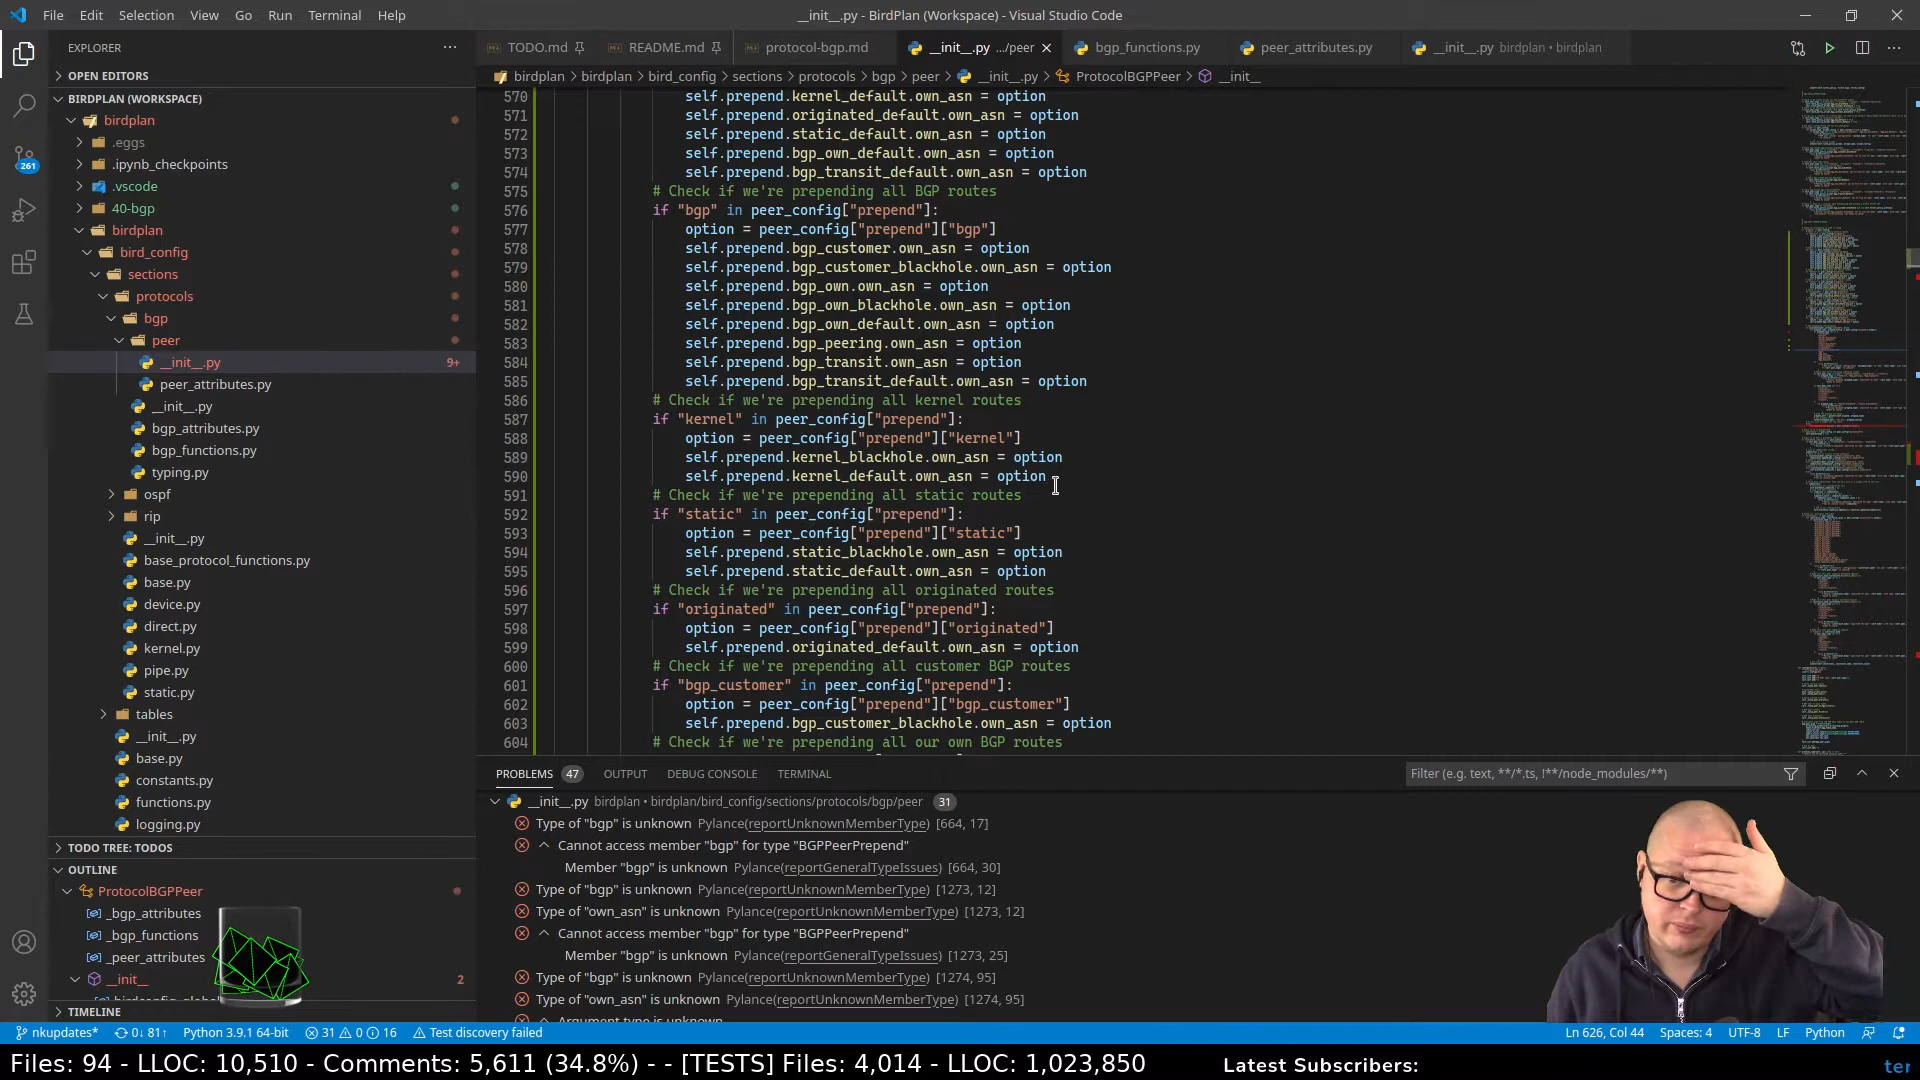 File Edit Selection View Go Run Terminal Help
__init__.py - BirdPlan (Workspace) - Visual Studio Code
EXPLORER
OPEN EDITORS
BIRDPLAN (WORKSPACE)
birdplan
.eggs
.ipynb_checkpoints
.vscode
40-bgp
birdplan
bird_config
sections
protocols
bgp
peer
__init__.py 9+
peer_attributes.py
__init__.py
bgp_attributes.py
bgp_functions.py
typing.py
ospf
rip
__init__.py
base_protocol_functions.py
base.py
device.py
direct.py
kernel.py
pipe.py
static.py
tables
__init__.py
base.py
constants.py
functions.py
logging.py
TODO TREE: TODOS
OUTLINE
ProtocolBGPPeer
_bgp_attributes
_bgp_functions
_peer_attributes
__init__ 2
TIMELINE
261
TODO.md README.md protocol-bgp.md __init__.py .../peer bgp_functions.py peer_attributes.py __init__.py birdplan • birdplan
birdplan > birdplan > bird_config > sections > protocols > bgp > peer > __init__.py > ProtocolBGPPeer > __init__
570 self.prepend.kernel_default.own_asn = option
571 self.prepend.originated_default.own_asn = option
572 self.prepend.static_default.own_asn = option
573 self.prepend.bgp_own_default.own_asn = option
574 self.prepend.bgp_transit_default.own_asn = option
575 # Check if we're prepending all BGP routes
576 if "bgp" in peer_config["prepend"]:
577 option = peer_config["prepend"]["bgp"]
578 self.prepend.bgp_customer.own_asn = option
579 self.prepend.bgp_customer_blackhole.own_asn = option
580 self.prepend.bgp_own.own_asn = option
581 self.prepend.bgp_own_blackhole.own_asn = option
582 self.prepend.bgp_own_default.own_asn = option
583 self.prepend.bgp_peering.own_asn = option
584 self.prepend.bgp_transit.own_asn = option
585 self.prepend.bgp_transit_default.own_asn = option
586 # Check if we're prepending all kernel routes
587 if "kernel" in peer_config["prepend"]:
588 option = peer_config["prepend"]["kernel"]
589 self.prepend.kernel_blackhole.own_asn = option
590 self.prepend.kernel_default.own_asn = option
591 # Check if we're prepending all static routes
592 if "static" in peer_config["prepend"]:
593 option = peer_config["prepend"]["static"]
594 self.prepend.static_blackhole.own_asn = option
595 self.prepend.static_default.own_asn = option
596 # Check if we're prepending all originated routes
597 if "originated" in peer_config["prepend"]:
598 option = peer_config["prepend"]["originated"]
599 self.prepend.originated_default.own_asn = option
600 # Check if we're prepending all customer BGP routes
601 if "bgp_customer" in peer_config["prepend"]:
602 option = peer_config["prepend"]["bgp_customer"]
603 self.prepend.bgp_customer_blackhole.own_asn = option
604 # Check if we're prepending all our own BGP routes
PROBLEMS 47 OUTPUT DEBUG CONSOLE TERMINAL
Filter (e.g. text, **/*.ts, !**/node_modules/**)
__init__.py birdplan • birdplan/bird_config/sections/protocols/bgp/peer 31
Type of "bgp" is unknown Pylance(reportUnknownMemberType) [664, 17]
Cannot access member "bgp" for type "BGPPeerPrepend"
Member "bgp" is unknown Pylance(reportGeneralTypeIssues) [664, 30]
Type of "bgp" is unknown Pylance(reportUnknownMemberType) [1273, 12]
Type of "own_asn" is unknown Pylance(reportUnknownMemberType) [1273, 12]
Cannot access member "bgp" for type "BGPPeerPrepend"
Member "bgp" is unknown Pylance(reportGeneralTypeIssues) [1273, 25]
Type of "bgp" is unknown Pylance(reportUnknownMemberType) [1274, 95]
Type of "own_asn" is unknown Pylance(reportUnknownMemberType) [1274, 95]
nkupdates* 0↓ 81↑ Python 3.9.1 64-bit 31 0 16 Test discovery failed
Ln 626, Col 44 Spaces: 4 UTF-8 LF Python
Files: 94 - LLOC: 10,510 - Comments: 5,611 (34.8%) - - [TESTS] Files: 4,014 - LLOC: 1,023,850
Latest Subscribers: